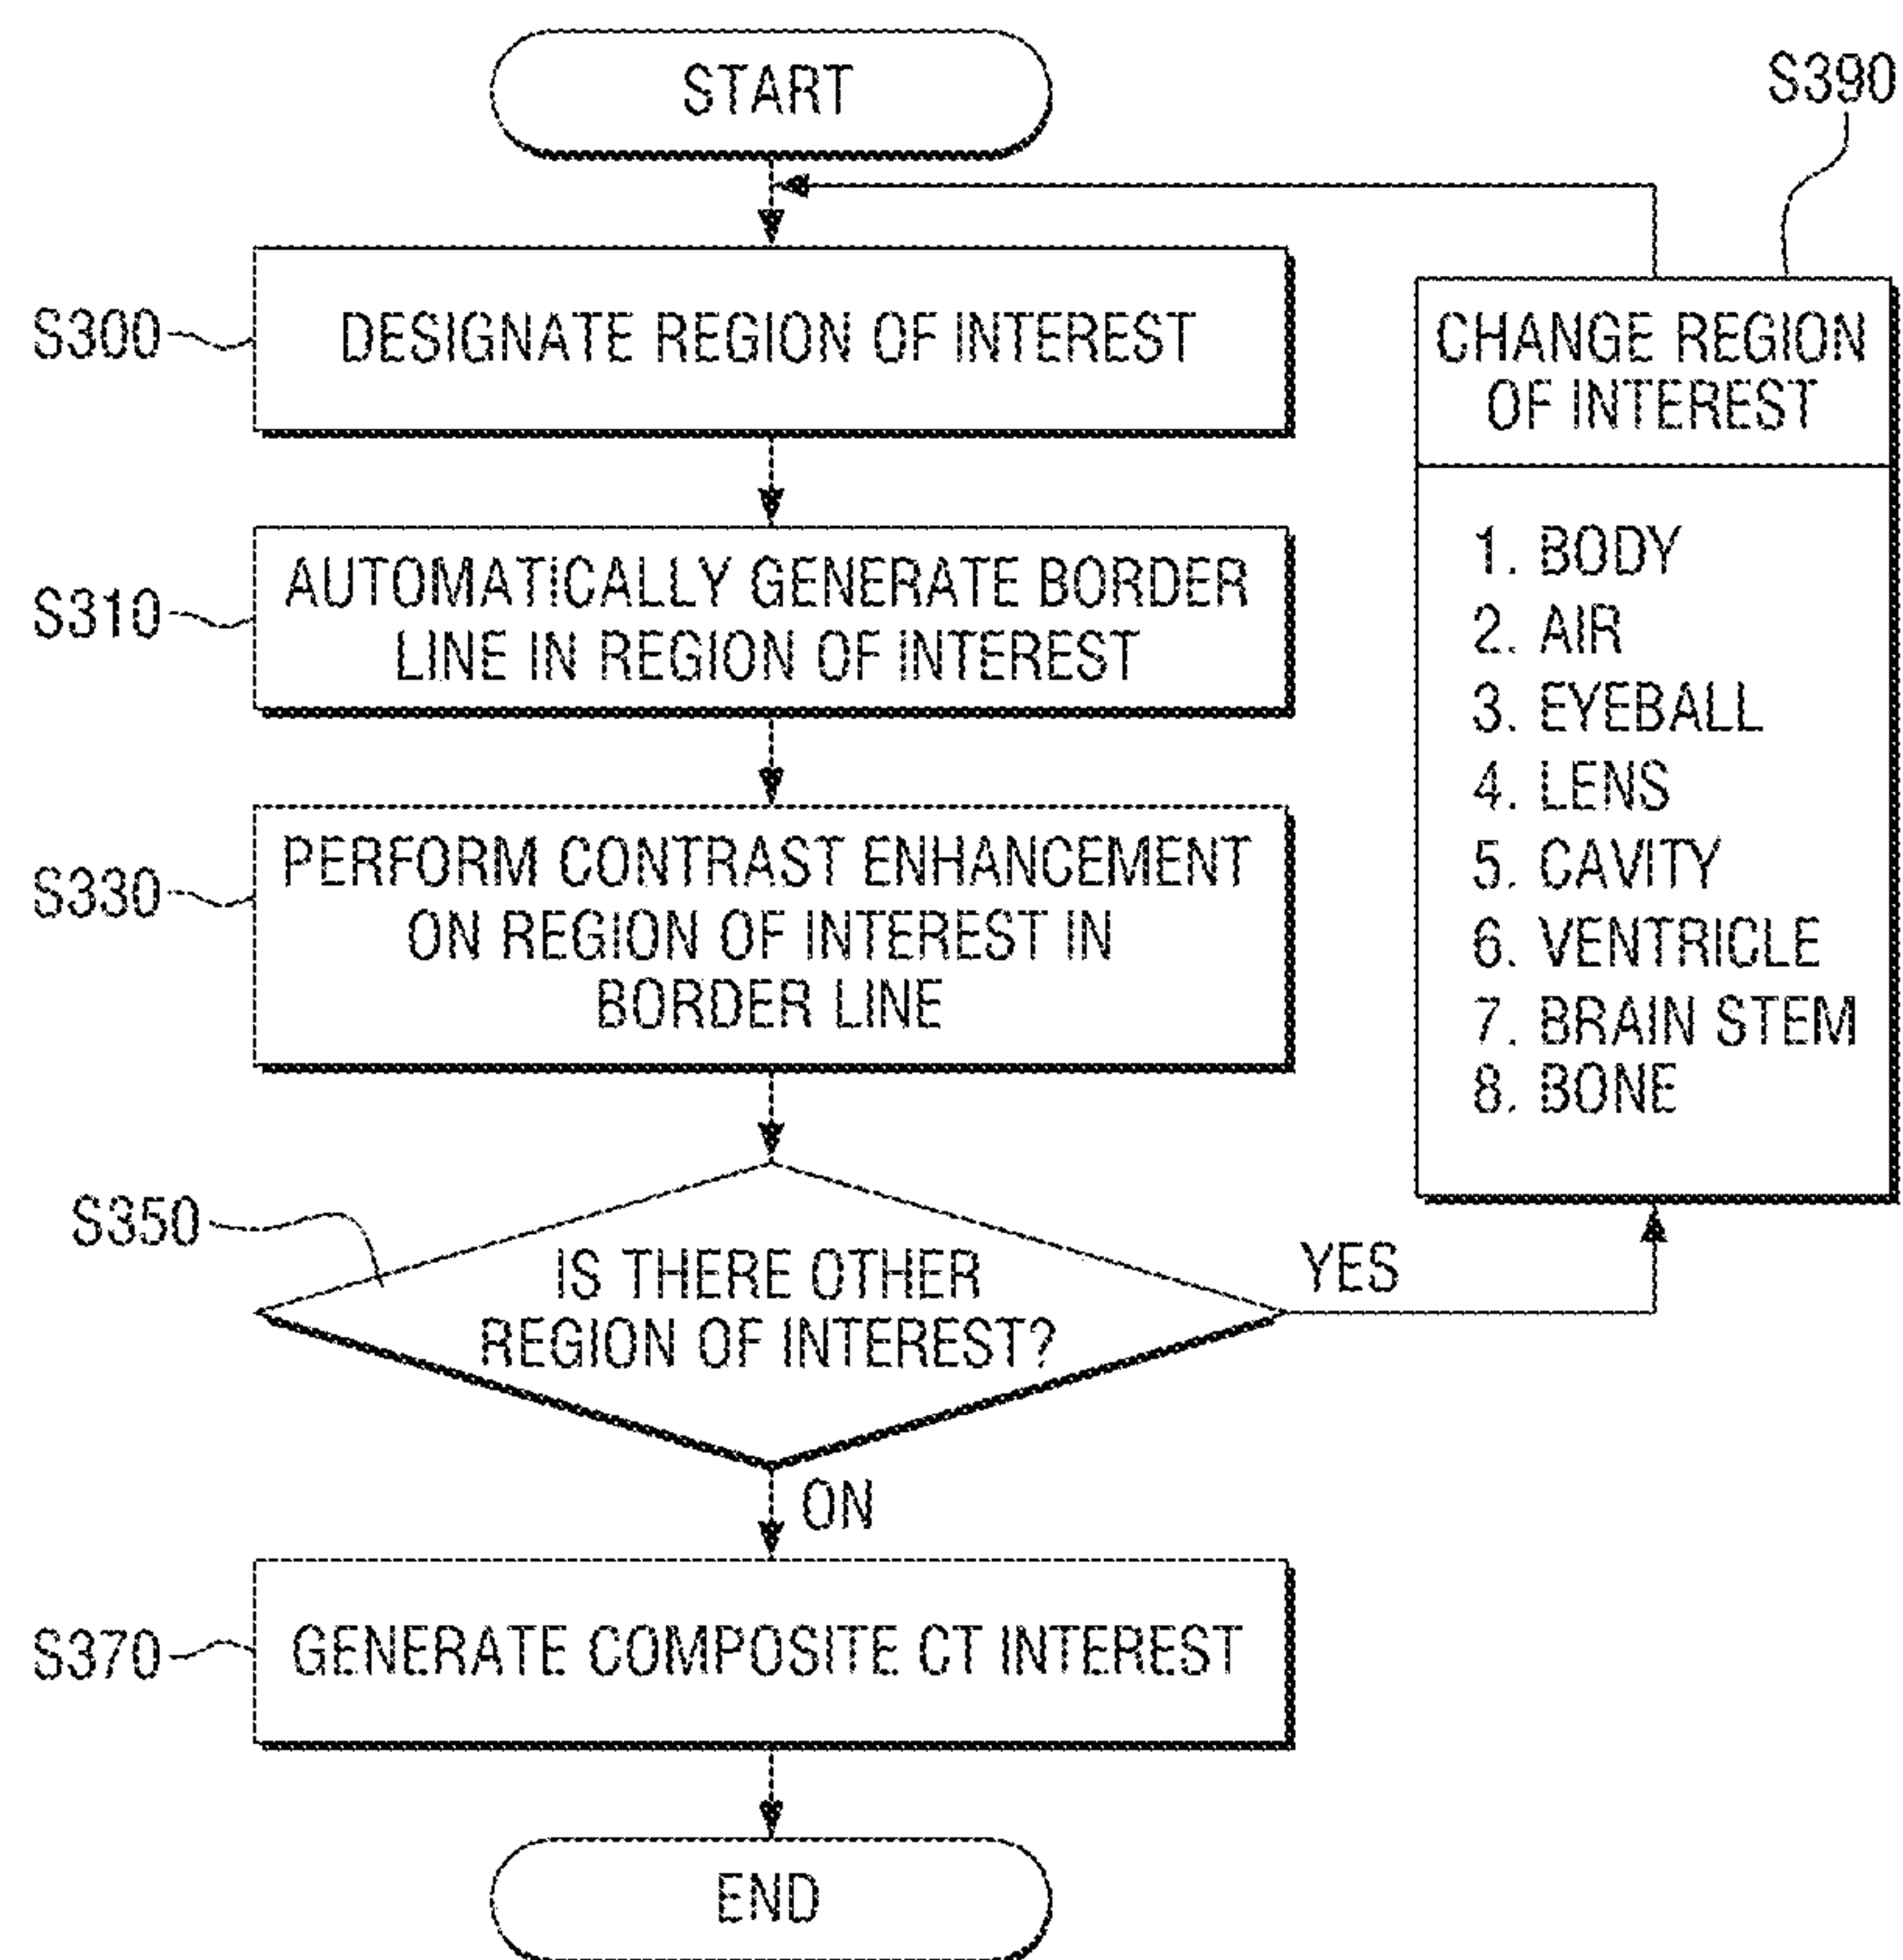 START
S390
S300
DESIGNATE REGION OF INTEREST
CHANGE REGION
OF INTEREST
1. BODY
2. AIR
3. EYEBALL
4. LENS
5. CAVITY
6. VENTRICLE
7. BRAIN STEM
8. BONE
S310
AUTOMATICALLY GENERATE BORDER
LINE IN REGION OF INTEREST
S330
PERFORM CONTRAST ENHANCEMENT
ON REGION OF INTEREST IN
BORDER LINE
S350
IS THERE OTHER
REGION OF INTEREST?
YES
ON
S370
GENERATE COMPOSITE CT INTEREST
END